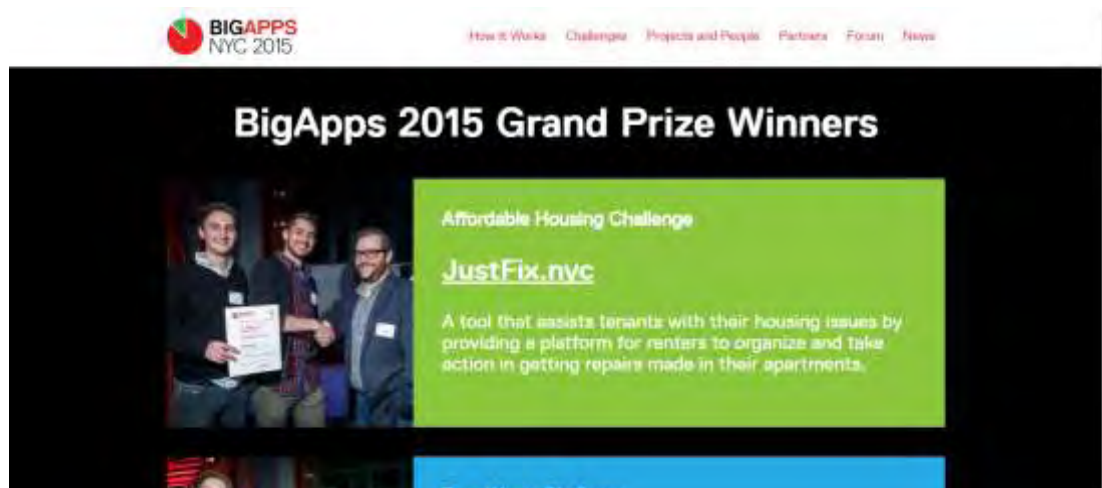 BIGAPPS
NYC 2015
How it Works Challenges Projects and People Partners Forum News
BigApps 2015 Grand Prize Winners
Affordable Housing Challenge
JustFix.nyc
A tool that assists tenants with their housing issues by
providing a platform for renters to organize and take
action in getting repairs made in their apartments.